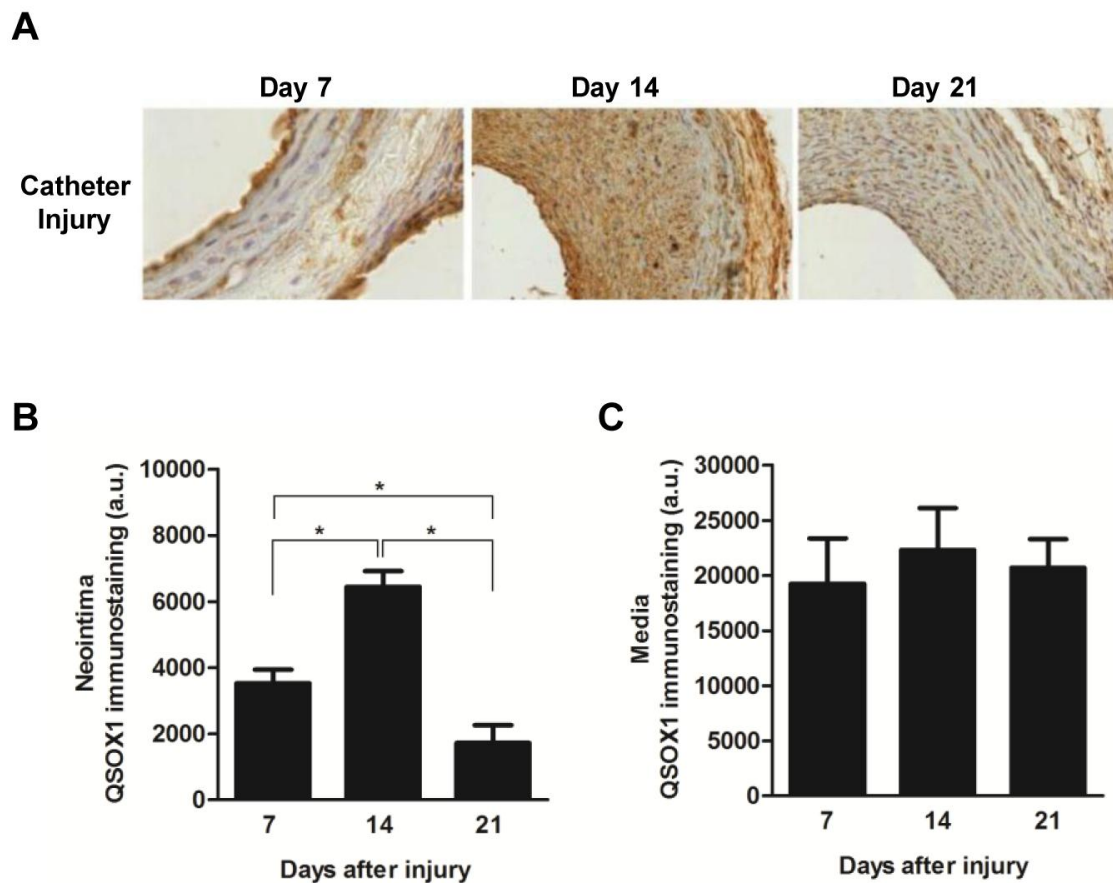 A
Day 7
Day 14
Day 21
Catheter
Injury
B
Neointima
QSOX1 immunostaining (a.u.)
10000
8000
6000
4000
2000
0
*
*
*
7
14
21
Days after injury
C
Media
QSOX1 immunostaining (a.u.)
30000
25000
20000
15000
10000
5000
0
7
14
21
Days after injury